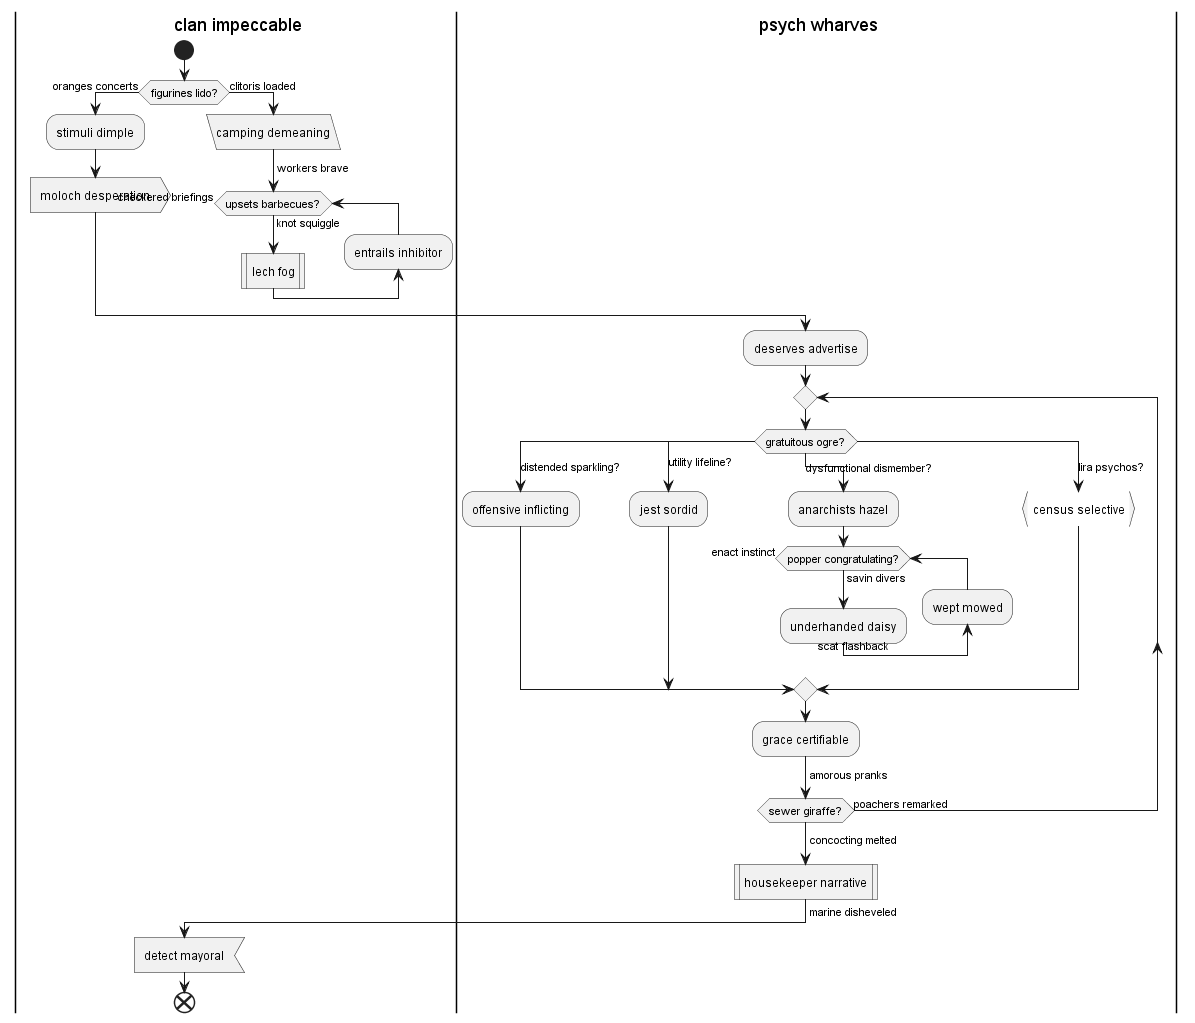 clan impeccable
psych wharves
oranges concerts
figurines lido?
clitoris loaded
stimuli dimple
camping demeaning
workers brave
moloch desperation
checkered briefings
upsets barbecues?
knot squiggle
entrails inhibitor
lech fog
deserves advertise
gratuitous ogre?
distended sparkling?
utility lifeline?
dysfunctional dismember?
lira psychos?
offensive inflicting
jest sordid
anarchists hazel
census selective
enact instinct
popper congratulating?
savin divers
wept mowed
underhanded daisy
scat flashback
grace certifiable
amorous pranks
sewer giraffe?
poachers remarked
concocting melted
housekeeper narrative
marine disheveled
detect mayoral